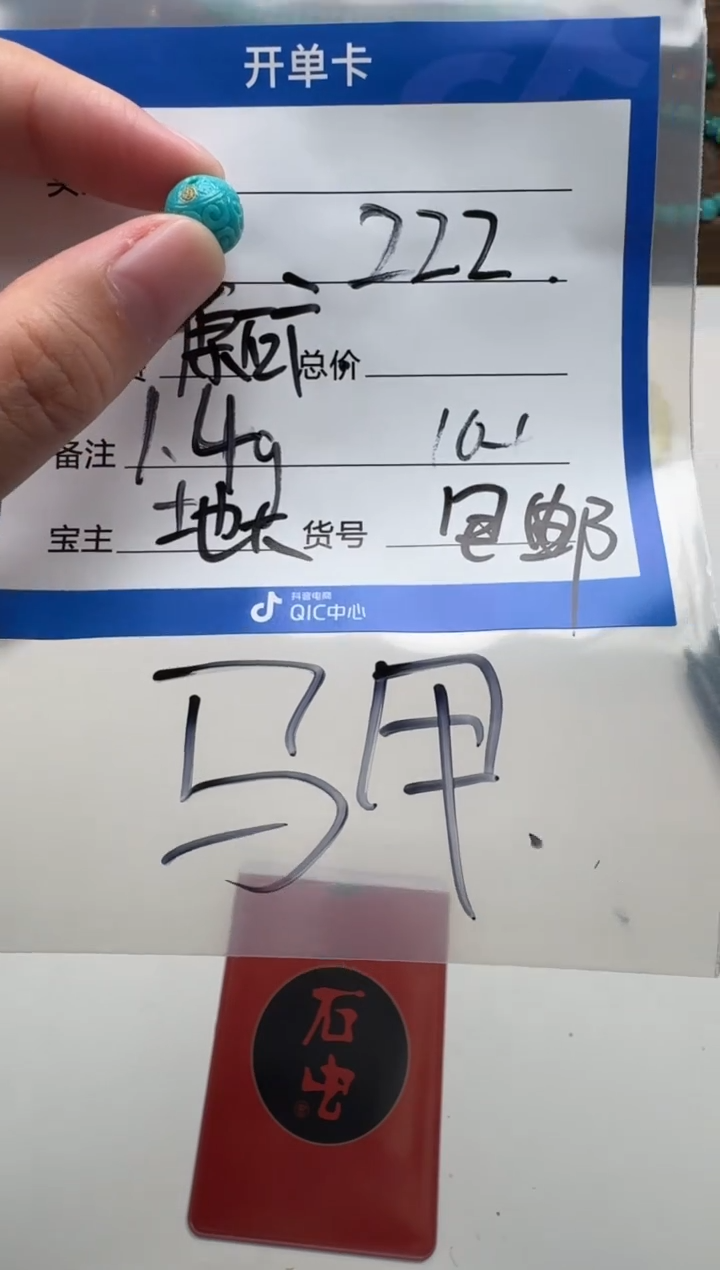 开单卡
222.
原矿 总价
备注 1.4g
宝主 地大 货号 包邮
抖音电商
QIC中心
马甲.
石虫